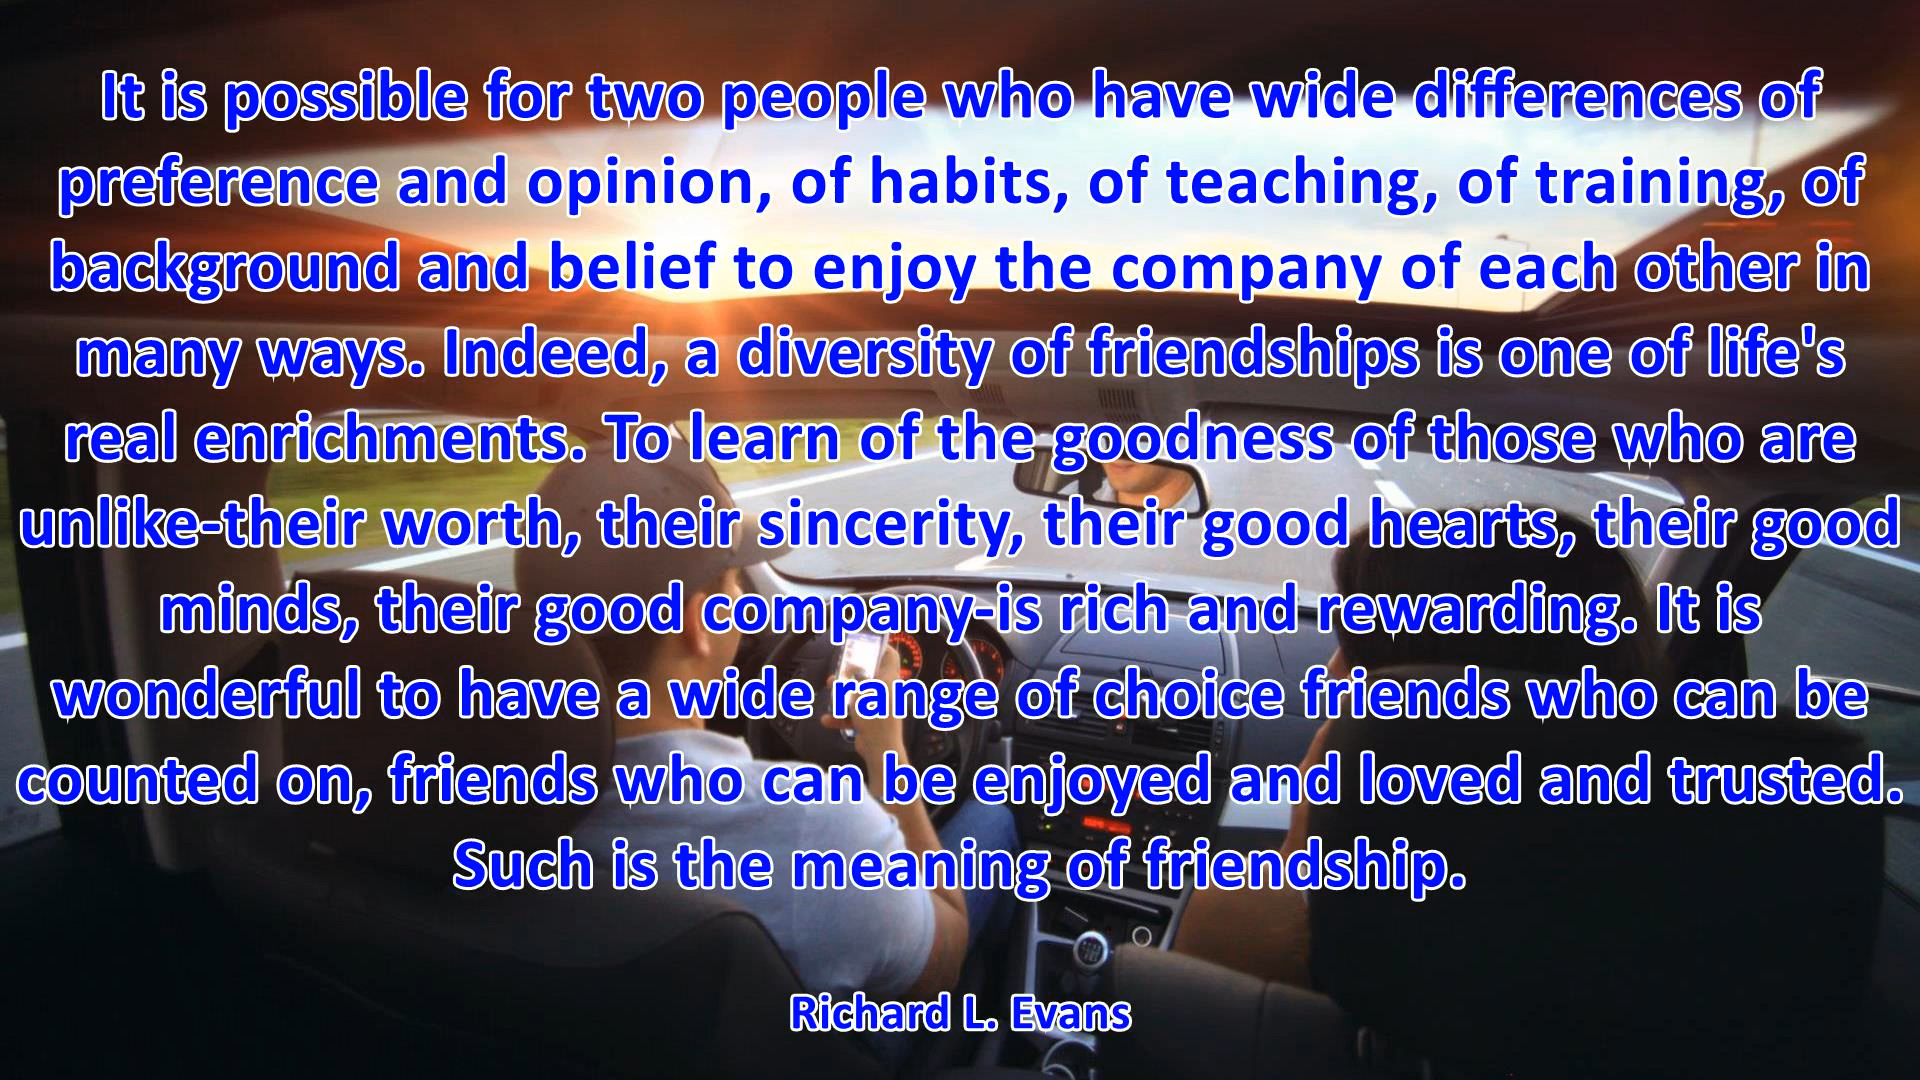 It is possible for two people who have wide differences of
preference and opinion, of habits, of teaching, of training, of
background and belief to enjoy the company of each other in
many ways. Indeed, a diversity of friendships is one of life's
real enrichments. To learn of the goodness of those who are
unlike-their worth, their sincerity, their good hearts, their good
minds, their good company-is rich and rewarding. It is
wonderful to have a wide range of choice friends who can be
counted on, friends who can be enjoyed and loved and trusted.
Such is the meaning of friendship.
Richard L. Evans